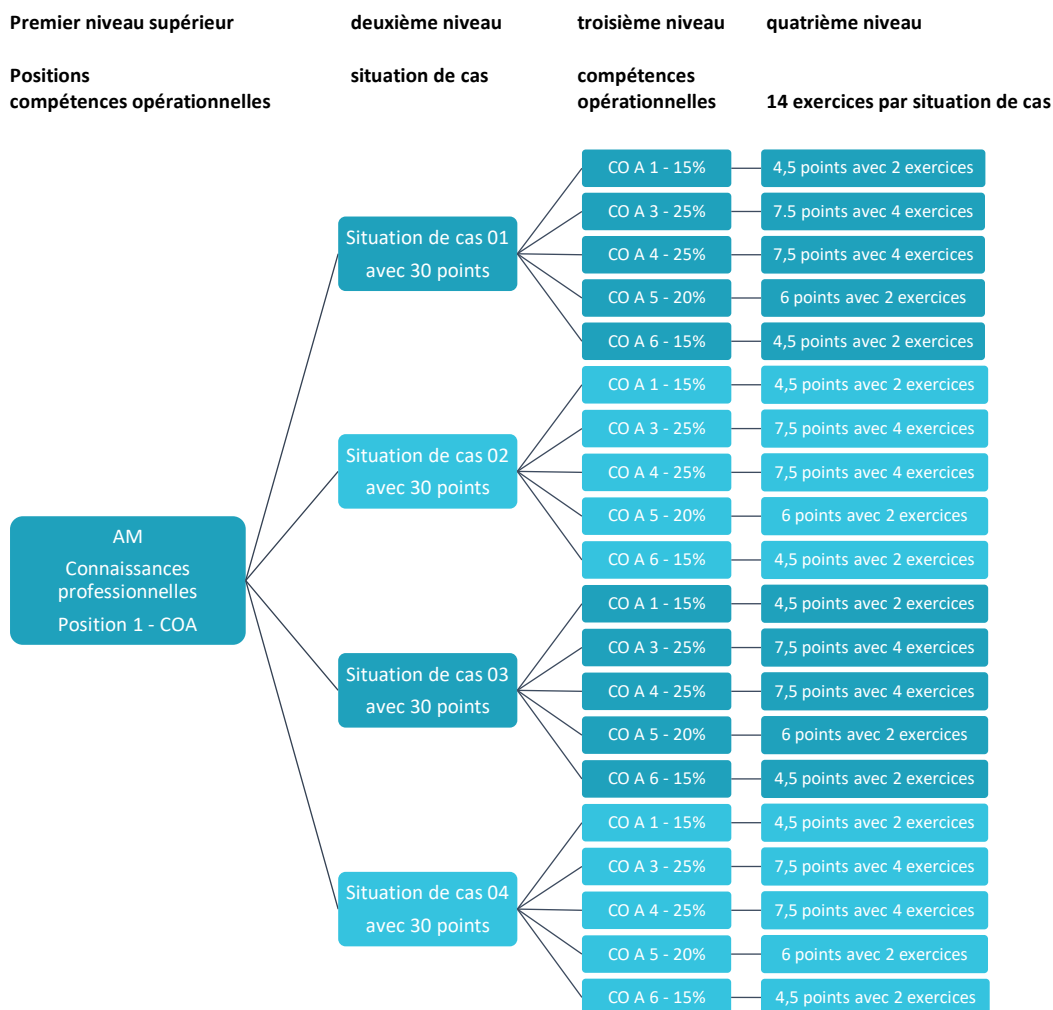 Premier niveau supérieur
deuxième niveau
troisième niveau
quatrième niveau
Positions
compétences opérationnelles
situation de cas
compétences
opérationnelles
14 exercices par situation de cas
AM
Connaissances
professionnelles
Position 1 - COA
Situation de cas 01
avec 30 points
CO A 1 - 15%
4,5 points avec 2 exercices
CO A 3 - 25%
7.5 points avec 4 exercices
CO A 4 - 25%
7,5 points avec 4 exercices
CO A 5 - 20%
6 points avec 2 exercices
CO A 6 - 15%
4,5 points avec 2 exercices
Situation de cas 02
avec 30 points
CO A 1 - 15%
4,5 points avec 2 exercices
CO A 3 - 25%
7,5 points avec 4 exercices
CO A 4 - 25%
7,5 points avec 4 exercices
CO A 5 - 20%
6 points avec 2 exercices
CO A 6 - 15%
4,5 points avec 2 exercices
Situation de cas 03
avec 30 points
CO A 1 - 15%
4,5 points avec 2 exercices
CO A 3 - 25%
7,5 points avec 4 exercices
CO A 4 - 25%
7,5 points avec 4 exercices
CO A 5 - 20%
6 points avec 2 exercices
CO A 6 - 15%
4,5 points avec 2 exercices
Situation de cas 04
avec 30 points
CO A 1 - 15%
4,5 points avec 2 exercices
CO A 3 - 25%
7,5 points avec 4 exercices
CO A 4 - 25%
7,5 points avec 4 exercices
CO A 5 - 20%
6 points avec 2 exercices
CO A 6 - 15%
4,5 points avec 2 exercices